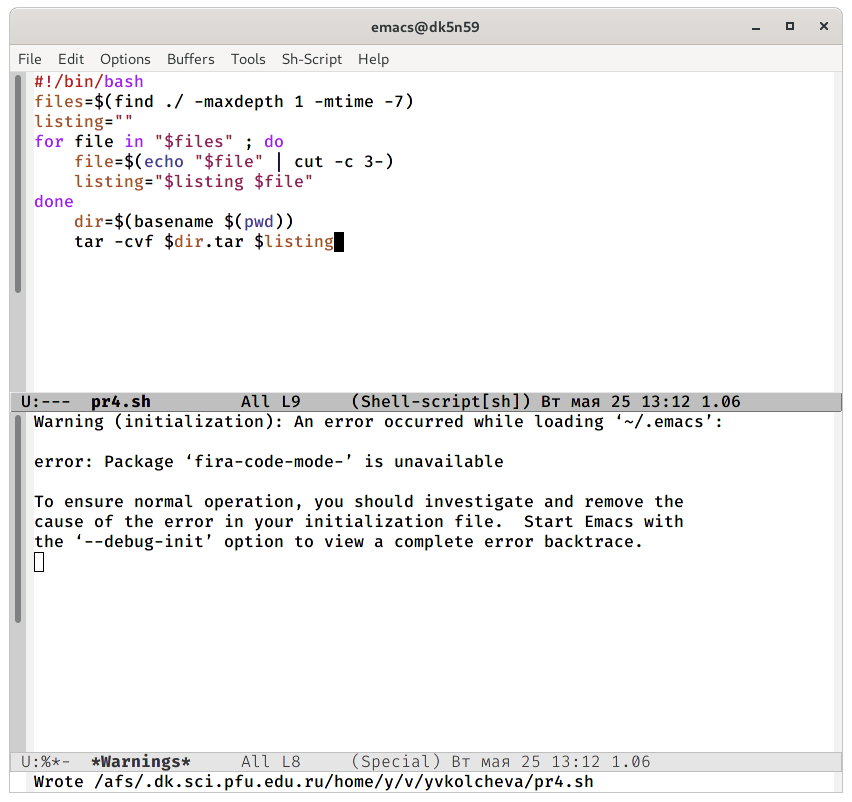 emacs@dk5n59
File Edit Options Buffers Tools Sh-Script Help
#!/bin/bash
files=$(find ./ -maxdepth 1 -mtime -7)
listing=""
for file in "$files" ; do
    file=$(echo "$file" | cut -c 3-)
    listing="$listing $file"
done
    dir=$(basename $(pwd))
    tar -cvf $dir.tar $listing
U:---  pr4.sh         All L9     (Shell-script[sh]) Вт мая 25 13:12 1.06
Warning (initialization): An error occurred while loading ‘~/.emacs’:
error: Package ‘fira-code-mode-’ is unavailable
To ensure normal operation, you should investigate and remove the
cause of the error in your initialization file.  Start Emacs with
the ‘--debug-init’ option to view a complete error backtrace.
U:%*-  *Warnings*     All L8     (Special) Вт мая 25 13:12 1.06
Wrote /afs/.dk.sci.pfu.edu.ru/home/y/v/yvkolcheva/pr4.sh